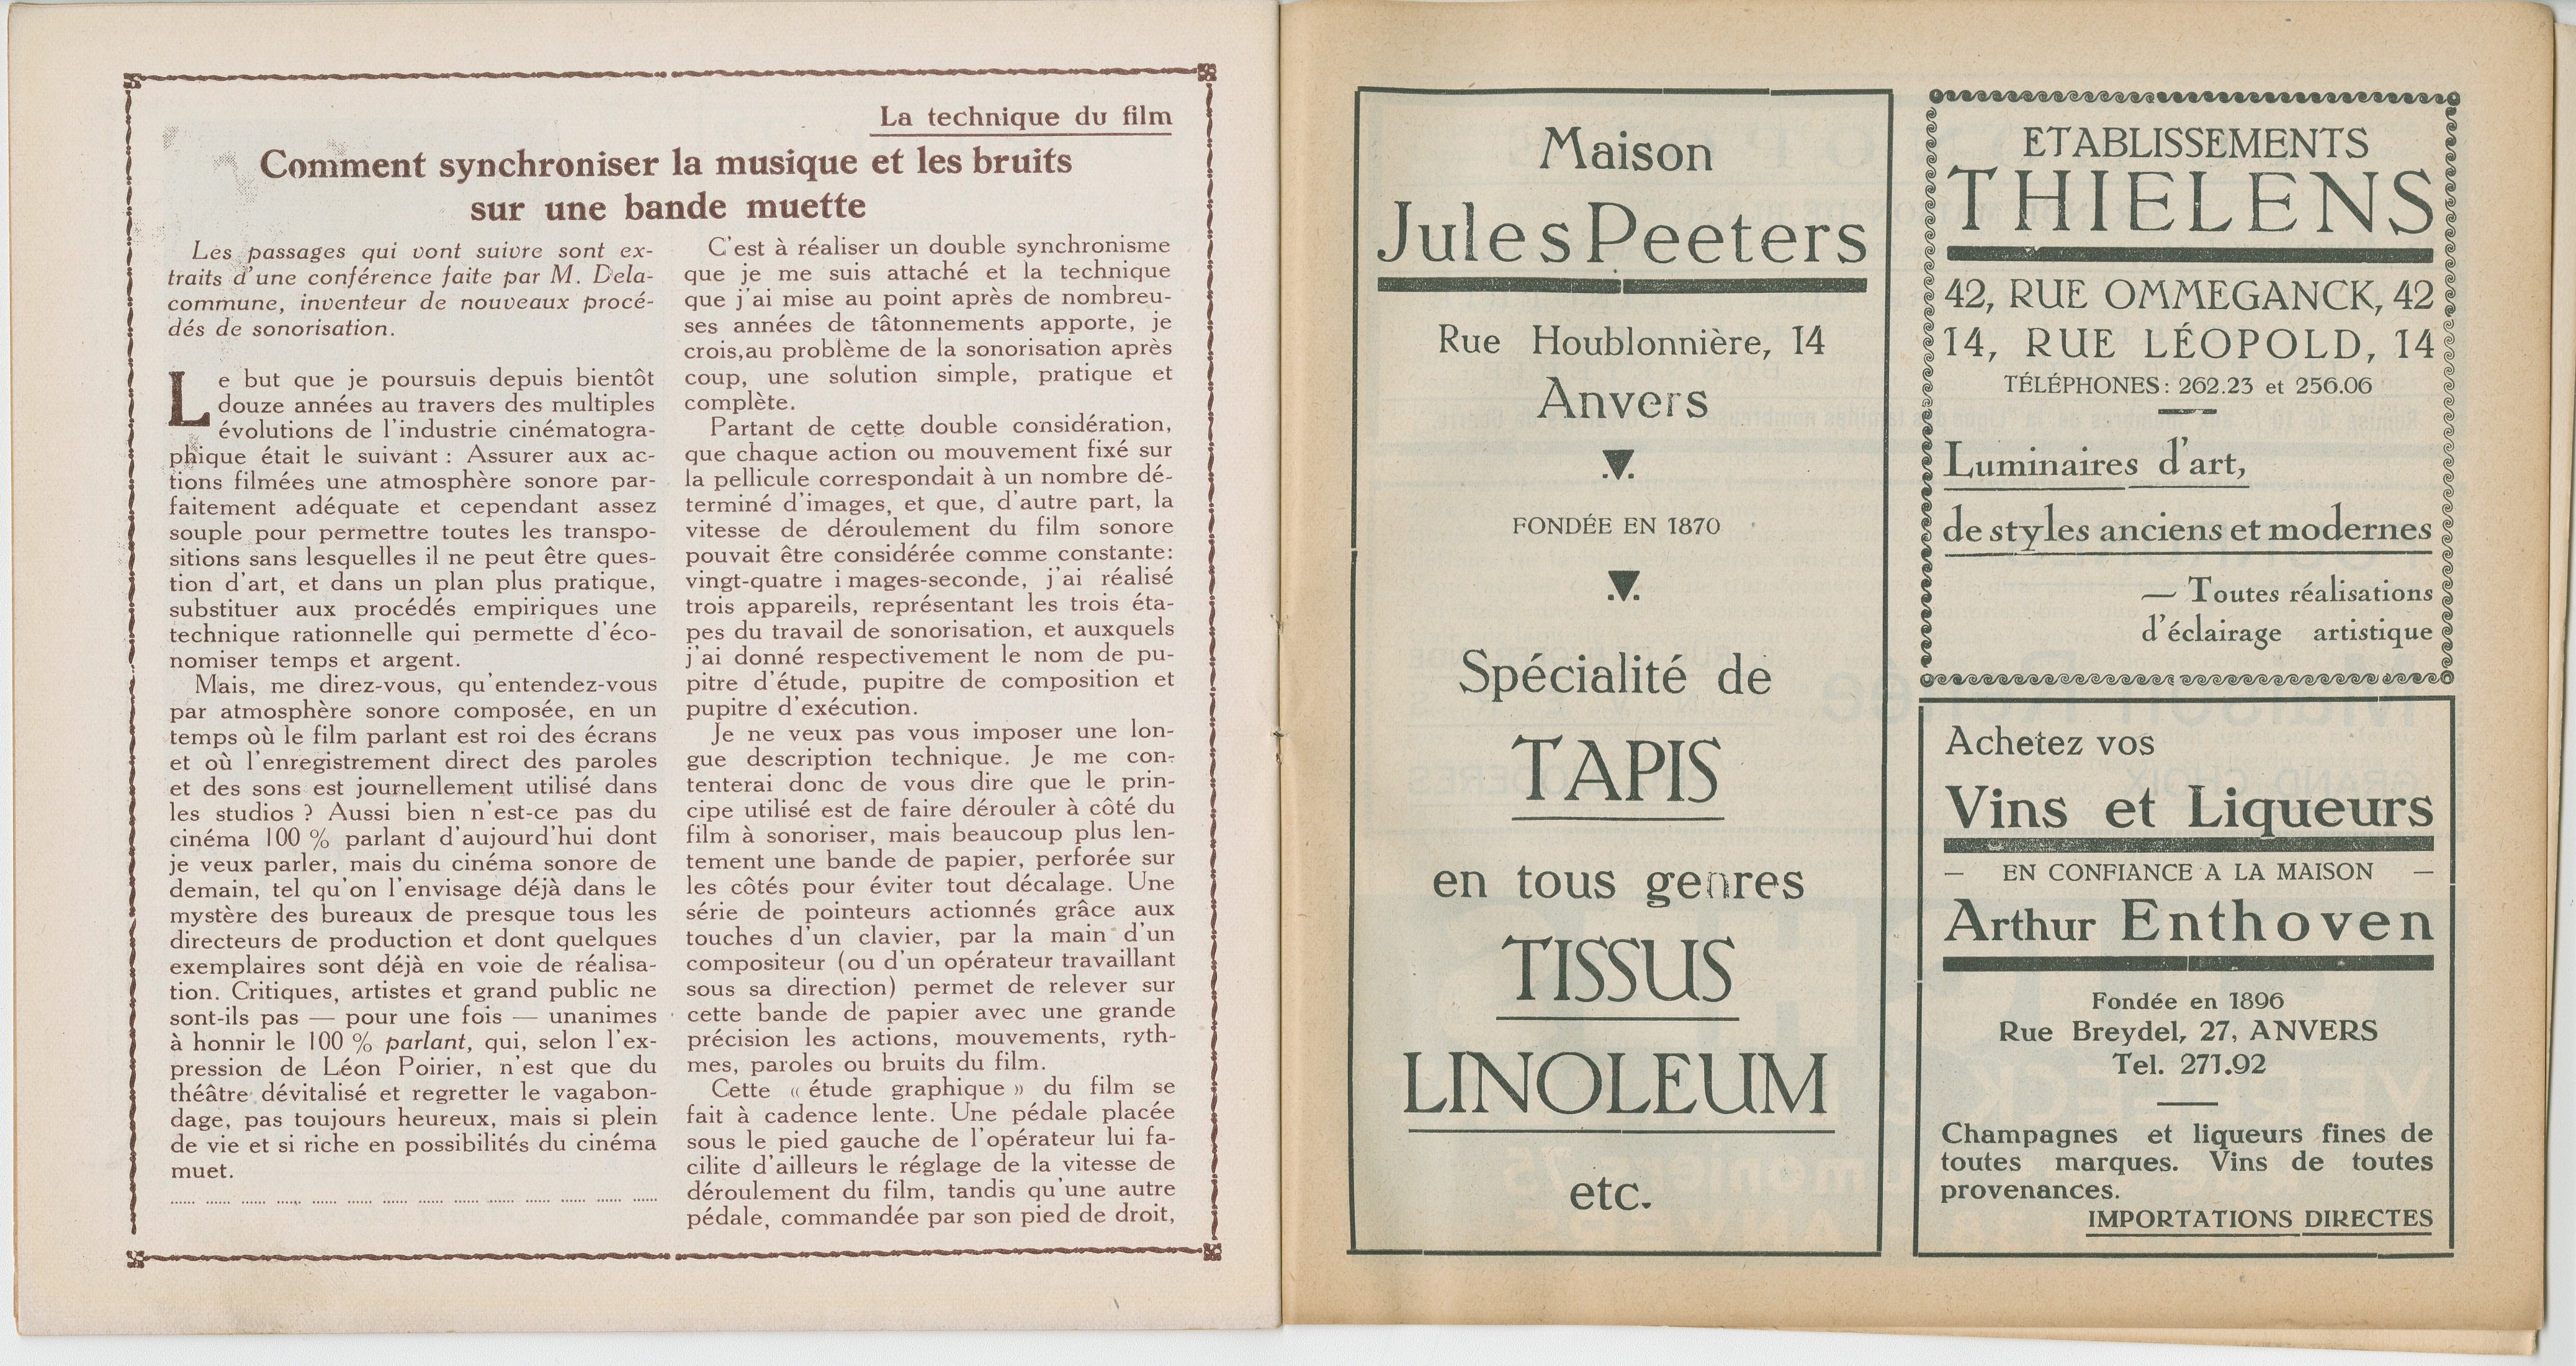 La technique du film
Comment synchroniser la musique et les bruits
sur une bande muette
Les passages qui vont suivre sont ex-
traits d'une conférence faite par M. Dela-
commune, inventeur de nouveaux procé-
dés de sonorisation.
Le but que je poursuis depuis bientôt
douze années au travers des multiples
évolutions de l'industrie cinématogra-
phique était le suivant : Assurer aux ac-
tions filmées une atmosphère sonore par-
faitement adéquate et cependant assez
souple pour permettre toutes les transpo-
sitions sans lesquelles il ne peut être ques-
tion d'art, et dans un plan plus pratique,
substituer aux procédés empiriques une
technique rationnelle qui permette d'éco-
nomiser temps et argent.
Mais, me direz-vous, qu'entendez-vous
par atmosphère sonore composée, en un
temps où le film parlant est roi des écrans
et où l'enregistrement direct des paroles
et des sons est journellement utilisé dans
les studios ? Aussi bien n'est-ce pas du
cinéma 100 % parlant d'aujourd'hui dont
je veux parler, mais du cinéma sonore de
demain, tel qu'on l'envisage déjà dans le
mystère des bureaux de presque tous les
directeurs de production et dont quelques
exemplaires sont déjà en voie de réalisa-
tion. Critiques, artistes et grand public ne
sont-ils pas — pour une fois — unanimes
à honnir le 100 % parlant, qui, selon l'ex-
pression de Léon Poirier, n'est que du
théâtre dévitalisé et regretter le vagabon-
dage, pas toujours heureux, mais si plein
de vie et si riche en possibilités du cinéma
muet.
C'est à réaliser un double synchronisme
que je me suis attaché et la technique
que j'ai mise au point après de nombreu-
ses années de tâtonnements apporte, je
crois,au problème de la sonorisation après
coup, une solution simple, pratique et
complète.
Partant de cette double considération,
que chaque action ou mouvement fixé sur
la pellicule correspondait à un nombre dé-
terminé d'images, et que, d'autre part, la
vitesse de déroulement du film sonore
pouvait être considérée comme constante:
vingt-quatre i mages-seconde, j'ai réalisé
trois appareils, représentant les trois éta-
pes du travail de sonorisation, et auxquels
j'ai donné respectivement le nom de pu-
pitre d'étude, pupitre de composition et
pupitre d'exécution.
Je ne veux pas vous imposer une lon-
gue description technique. Je me con-
tenterai donc de vous dire que le prin-
cipe utilisé est de faire dérouler à côté du
film à sonoriser, mais beaucoup plus len-
tement une bande de papier, perforée sur
les côtés pour éviter tout décalage. Une
série de pointeurs actionnés grâce aux
touches d'un clavier, par la main d'un
compositeur (ou d'un opérateur travaillant
sous sa direction) permet de relever sur
cette bande de papier avec une grande
précision les actions, mouvements, ryth-
mes, paroles ou bruits du film.
Cette « étude graphique » du film se
fait à cadence lente. Une pédale placée
sous le pied gauche de l'opérateur lui fa-
cilite d'ailleurs le réglage de la vitesse de
déroulement du film, tandis qu'une autre
pédale, commandée par son pied de droit,
Maison
Jules Peeters
Rue Houblonnière, 14
Anvers
FONDÉE EN 1870
Spécialité de
TAPIS
en tous genres
TISSUS
LINOLEUM
etc.
ETABLISSEMENTS
THIELENS
42, RUE OMMEGANCK, 42
14, RUE LÉOPOLD, 14
TÉLÉPHONES : 262.23 et 256.06
Luminaires d'art,
de styles anciens et modernes
— Toutes réalisations
d'éclairage artistique
Achetez vos
Vins et Liqueurs
— EN CONFIANCE A LA MAISON —
Arthur Enthoven
Fondée en 1896
Rue Breydel, 27, ANVERS
Tel. 271.92
Champagnes et liqueurs fines de
toutes marques. Vins de toutes
provenances.
IMPORTATIONS DIRECTES